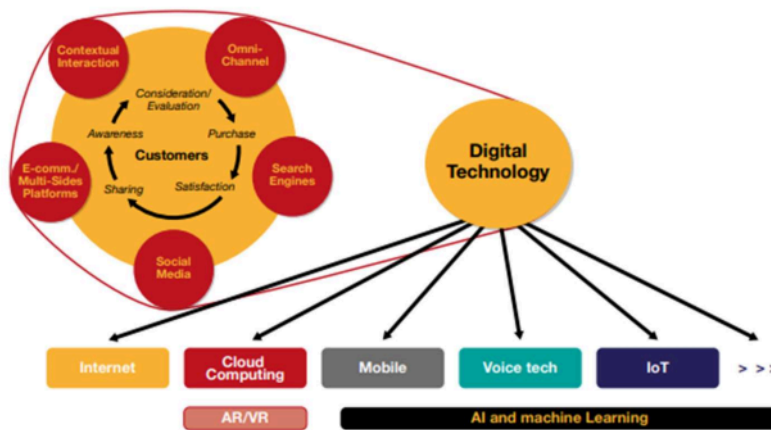 Contextual
Interaction
Omni-
Channel
Consideration/
Evaluation
Awareness
Purchase
Customers
E-comm./
Multi-Sides
Platforms
Sharing
Satisfaction
Search
Engines
Social
Media
Digital
Technology
Internet
Cloud
Computing
Mobile
Voice tech
IoT
> > >
AR/VR
AI and machine Learning